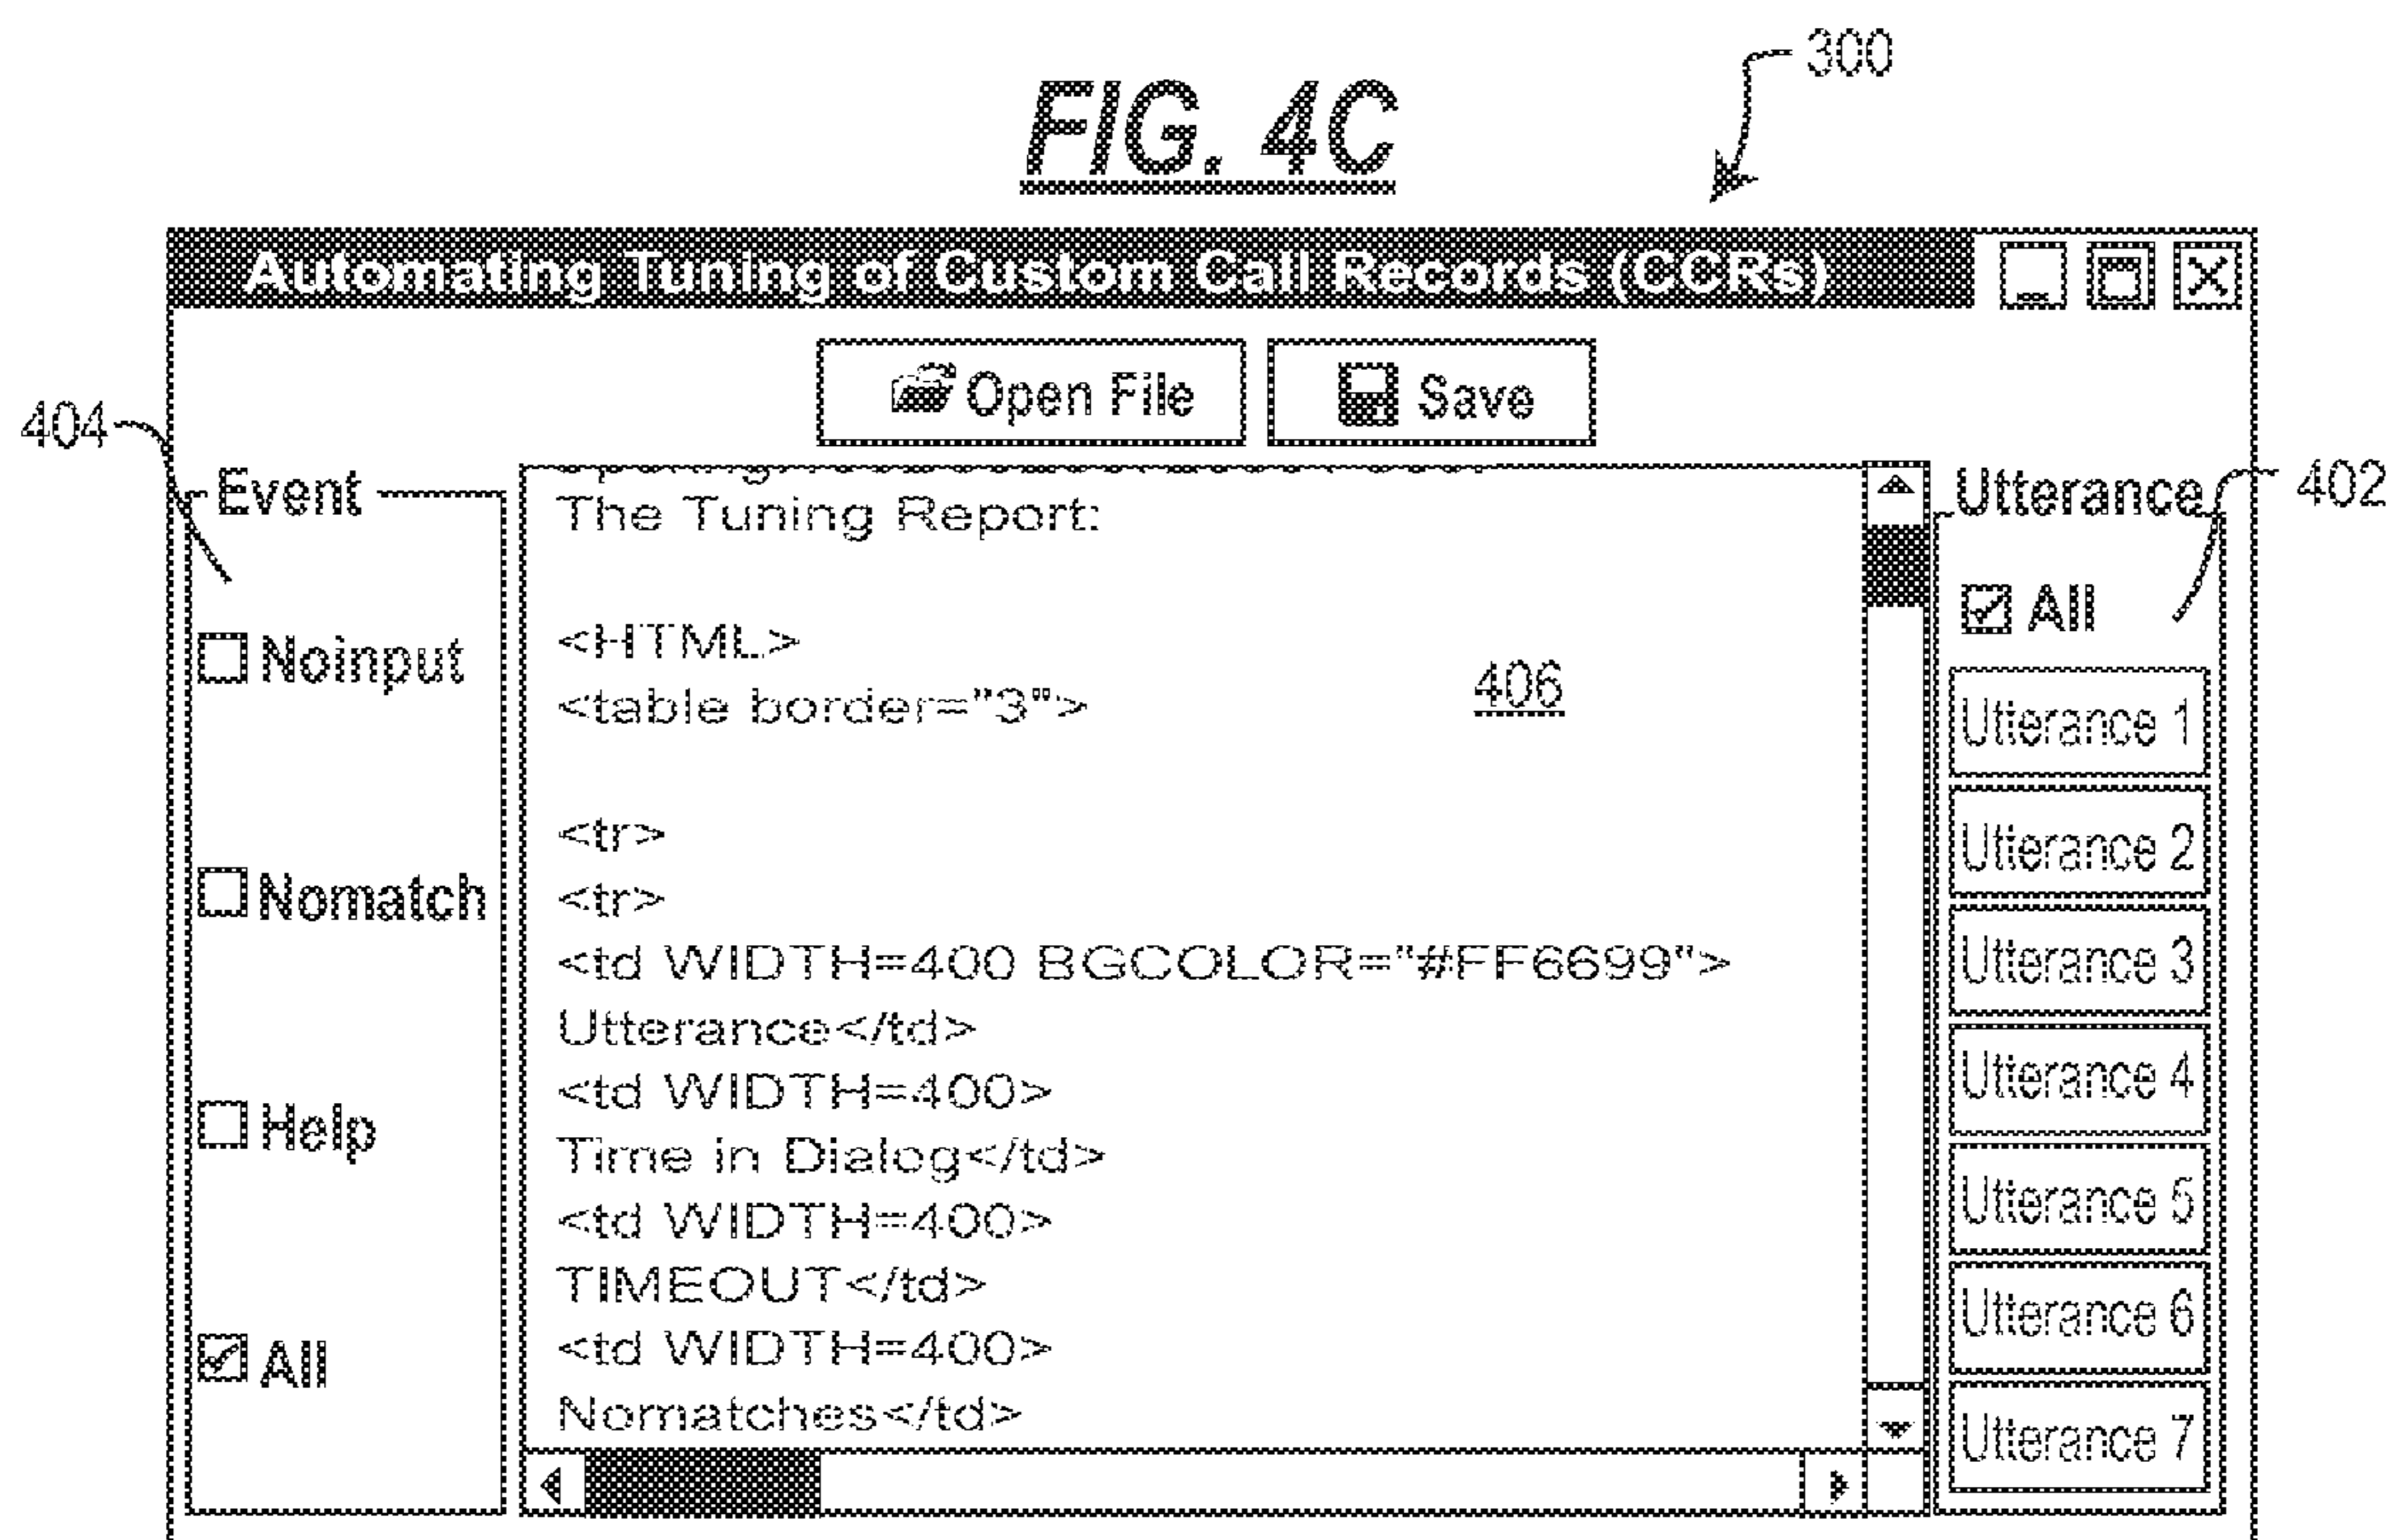 FIG. 4C
300
Automating Tuning of Custom Call Records (CCRs)
Open File
Save
404
Event
Noinput
Nomatch
Help
All
The Tuning Report:
<HTML>
<table border="3">
406
<tr>
<tr>
<td WIDTH=400 BGCOLOR="#FF6699">
Utterance</td>
<td WIDTH=400>
Time in Dialog</td>
<td WIDTH=400>
TIMEOUT</td>
<td WIDTH=400>
Nomatches</td>
Utterance
402
All
Utterance 1
Utterance 2
Utterance 3
Utterance 4
Utterance 5
Utterance 6
Utterance 7